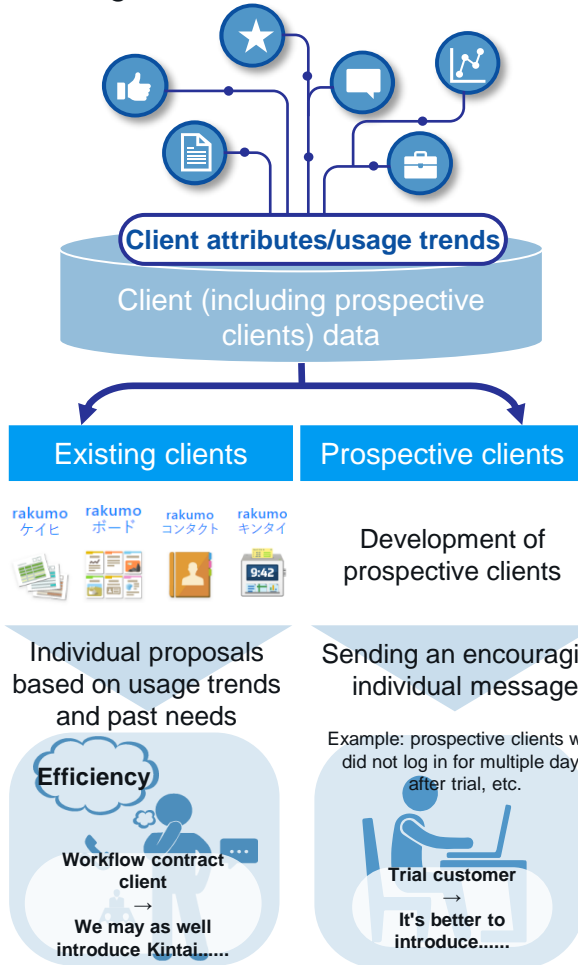 Client attributes/usage trends
Client (including prospective
clients) data
Existing clients
Prospective clients
rakumo
ケイヒ
rakumo
ボード
rakumo
コンタクト
rakumo
キンタイ
9:42
Development of
prospective clients
Individual proposals
based on usage trends
and past needs
Sending an encouragi
individual message
Example: prospective clients w
did not log in for multiple day
after trial, etc.
Efficiency
Workflow contract
client
→
We may as well
introduce Kintai......
Trial customer
→
It's better to
introduce......